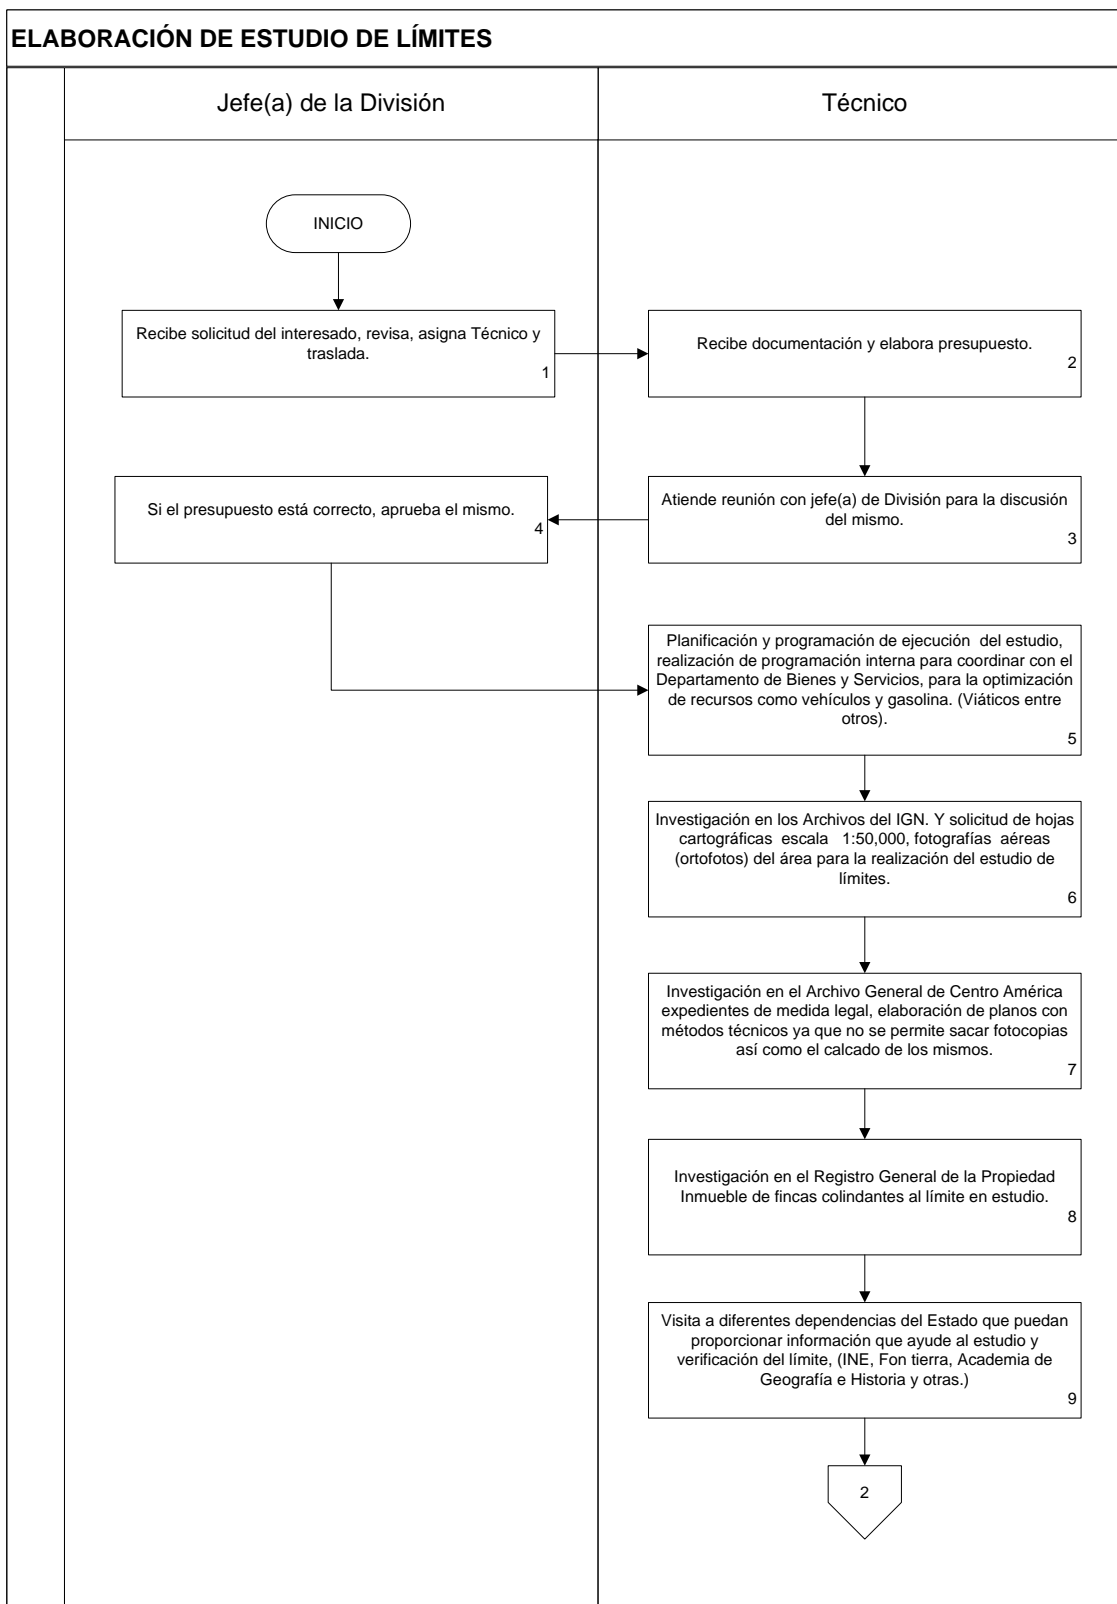 ELABORACIÓN DE ESTUDIO DE LÍMITES
Jefe(a) de la División
Técnico
INICIO
Recibe solicitud del interesado, revisa, asigna Técnico y
traslada.
1
Recibe documentación y elabora presupuesto.
2
Atiende reunión con jefe(a) de División para la discusión
del mismo.
3
Si el presupuesto está correcto, aprueba el mismo.
4
Planificación y programación de ejecución del estudio,
realización de programación interna para coordinar con el
Departamento de Bienes y Servicios, para la optimización
de recursos como vehículos y gasolina. (Viáticos entre
otros).
5
Investigación en los Archivos del IGN. Y solicitud de hojas
cartográficas escala 1:50,000, fotografías aéreas
(ortofotos) del área para la realización del estudio de
límites.
6
Investigación en el Archivo General de Centro América
expedientes de medida legal, elaboración de planos con
métodos técnicos ya que no se permite sacar fotocopias
así como el calcado de los mismos.
7
Investigación en el Registro General de la Propiedad
Inmueble de fincas colindantes al límite en estudio.
8
Visita a diferentes dependencias del Estado que puedan
proporcionar información que ayude al estudio y
verificación del límite, (INE, Fon tierra, Academia de
Geografía e Historia y otras.)
9
2